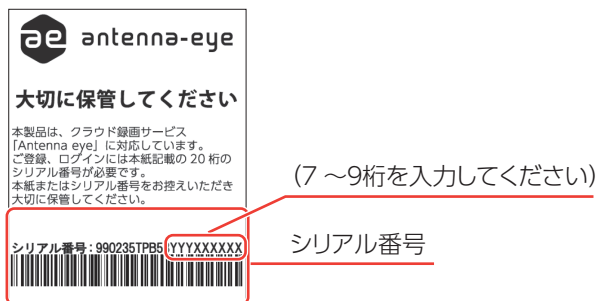 ae antenna-eye
大切に保管してください
本製品は、クラウド録画サービス
「Antenna eye」に対応しています。
ご登録、ログインには本紙記載の 20 桁の
シリアル番号が必要です。
本紙またはシリアル番号をお控えいただき
大切に保管してください。
(7 ～9桁を入力してください)
シリアル番号：990235TPB53YYYXXXXXX
シリアル番号